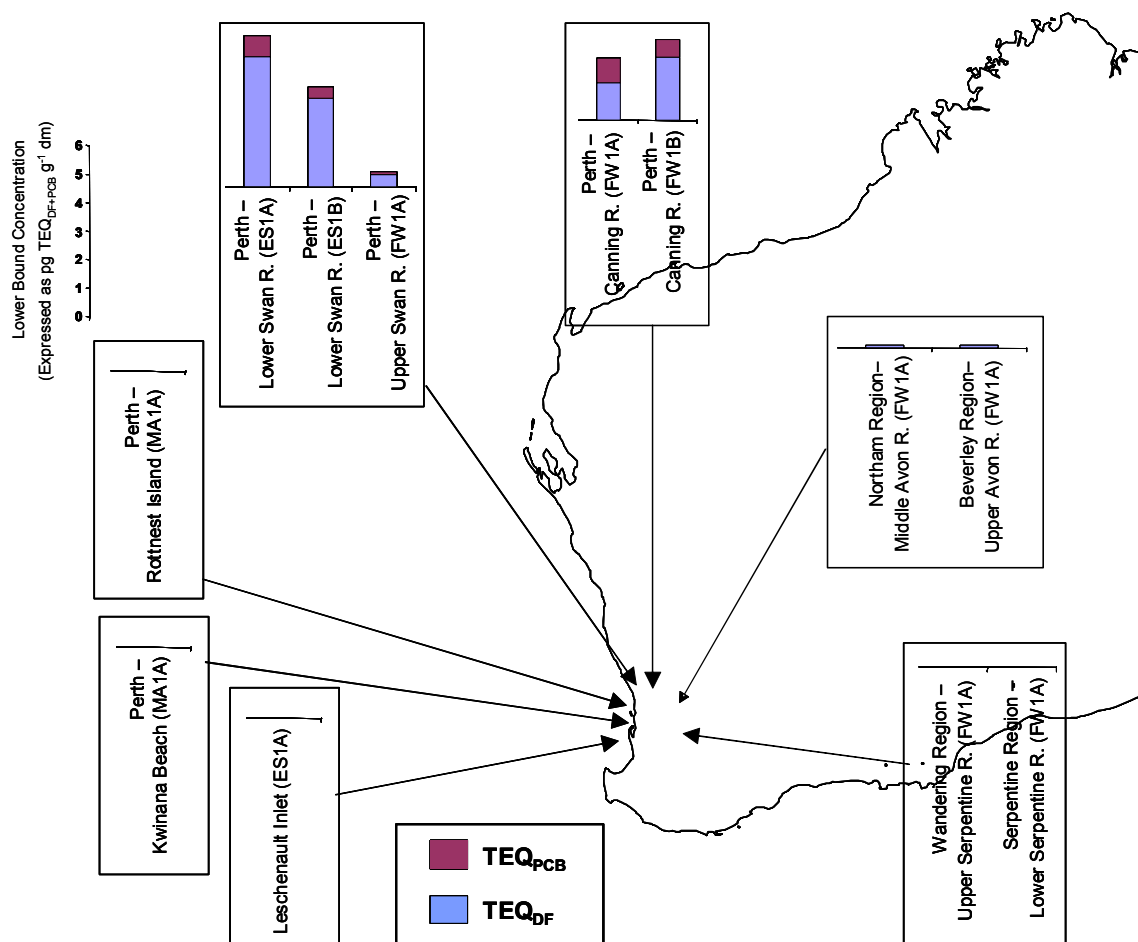 Lower Bound Concentration
(Expressed as pg TEQDF+PCB g-1 dm)
6
5
4
3
2
1
0
Perth –
Lower Swan R. (ES1A)
Perth –
Lower Swan R. (ES1B)
Perth –
Upper Swan R. (FW1A)
Perth –
Canning R. (FW1A)
Perth –
Canning R. (FW1B)
Perth –
Rottnest Island (MA1A)
Northam Region–
Middle Avon R. (FW1A)
Beverley Region–
Upper Avon R. (FW1A)
Perth –
Kwinana Beach (MA1A)
Leschenault Inlet (ES1A)
Wandering Region –
Upper Serpentine R. (FW1A)
Serpentine Region -
Lower Serpentine R. (FW1A)
TEQPCB
TEQDF